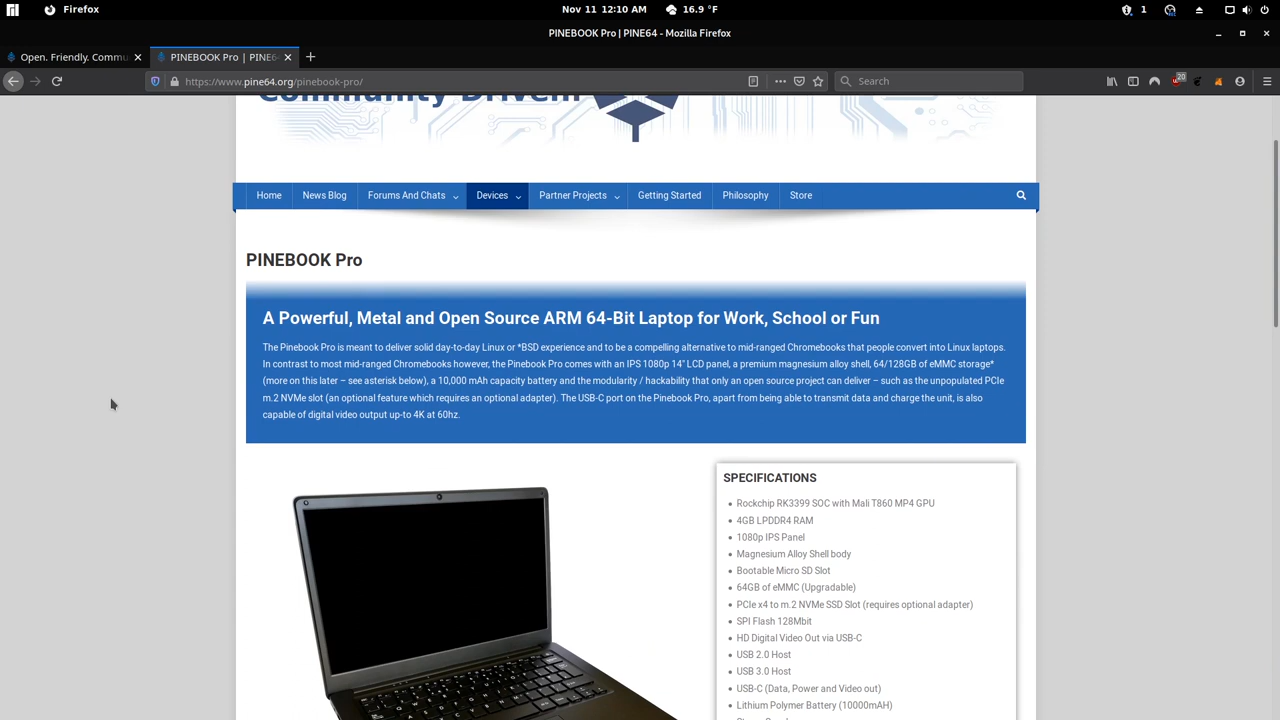 Firefox
Nov 11 12:10 AM
16.9 °F
1
PINEBOOK Pro | PINE64 - Mozilla Firefox
Open. Friendly. Commu
PINEBOOK Pro | PINE6
https://www.pine64.org/pinebook-pro/
Search
20
Community Driven.
Home
News Blog
Forums And Chats
Devices
Partner Projects
Getting Started
Philosophy
Store
PINEBOOK Pro
A Powerful, Metal and Open Source ARM 64-Bit Laptop for Work, School or Fun
The Pinebook Pro is meant to deliver solid day-to-day Linux or *BSD experience and to be a compelling alternative to mid-ranged Chromebooks that people convert into Linux laptops.
In contrast to most mid-ranged Chromebooks however, the Pinebook Pro comes with an IPS 1080p 14" LCD panel, a premium magnesium alloy shell, 64/128GB of eMMC storage*
(more on this later – see asterisk below), a 10,000 mAh capacity battery and the modularity / hackability that only an open source project can deliver – such as the unpopulated PCIe
m.2 NVMe slot (an optional feature which requires an optional adapter). The USB-C port on the Pinebook Pro, apart from being able to transmit data and charge the unit, is also
capable of digital video output up-to 4K at 60hz.
SPECIFICATIONS
Rockchip RK3399 SOC with Mali T860 MP4 GPU
4GB LPDDR4 RAM
1080p IPS Panel
Magnesium Alloy Shell body
Bootable Micro SD Slot
64GB of eMMC (Upgradable)
PCIe x4 to m.2 NVMe SSD Slot (requires optional adapter)
SPI Flash 128Mbit
HD Digital Video Out via USB-C
USB 2.0 Host
USB 3.0 Host
USB-C (Data, Power and Video out)
Lithium Polymer Battery (10000mAH)